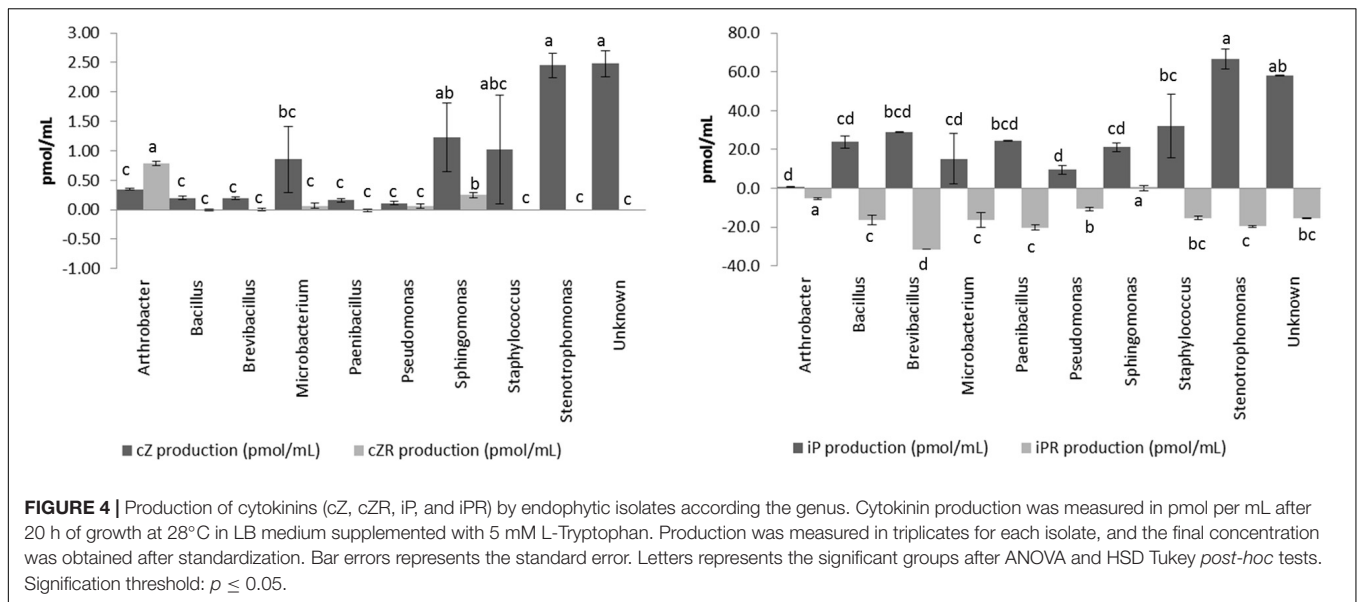 3.00
2.50
2.00
1.50
1.00
0.50
0.00
-0.50
-1.00
pmol/mL
c
a
c
c
c
c
bc
c
c
c
c
c
ab
b
abc
c
a
c
a
c
Arthrobacter
Bacillus
Brevibacillus
Microbacterium
Paenibacillus
Pseudomonas
Sphingomonas
Staphylococcus
Stenotrophomonas
Unknown
cZ production (pmol/mL)
cZR production (pmol/mL)
80.0
60.0
40.0
20.0
0.0
-20.0
-40.0
pmol/mL
d
a
cd
c
bcd
d
cd
c
bcd
c
d
b
cd
a
bc
bc
a
c
ab
bc
Arthrobacter
Bacillus
Brevibacillus
Microbacterium
Paenibacillus
Pseudomonas
Sphingomonas
Staphylococcus
Stenotrophomonas
Unknown
iP production (pmol/mL)
iPR production (pmol/mL)
FIGURE 4 | Production of cytokinins (cZ, cZR, iP, and iPR) by endophytic isolates according the genus. Cytokinin production was measured in pmol per mL after
20 h of growth at 28°C in LB medium supplemented with 5 mM L-Tryptophan. Production was measured in triplicates for each isolate, and the final concentration
was obtained after standardization. Bar errors represents the standard error. Letters represents the significant groups after ANOVA and HSD Tukey post-hoc tests.
Signification threshold: p ≤ 0.05.